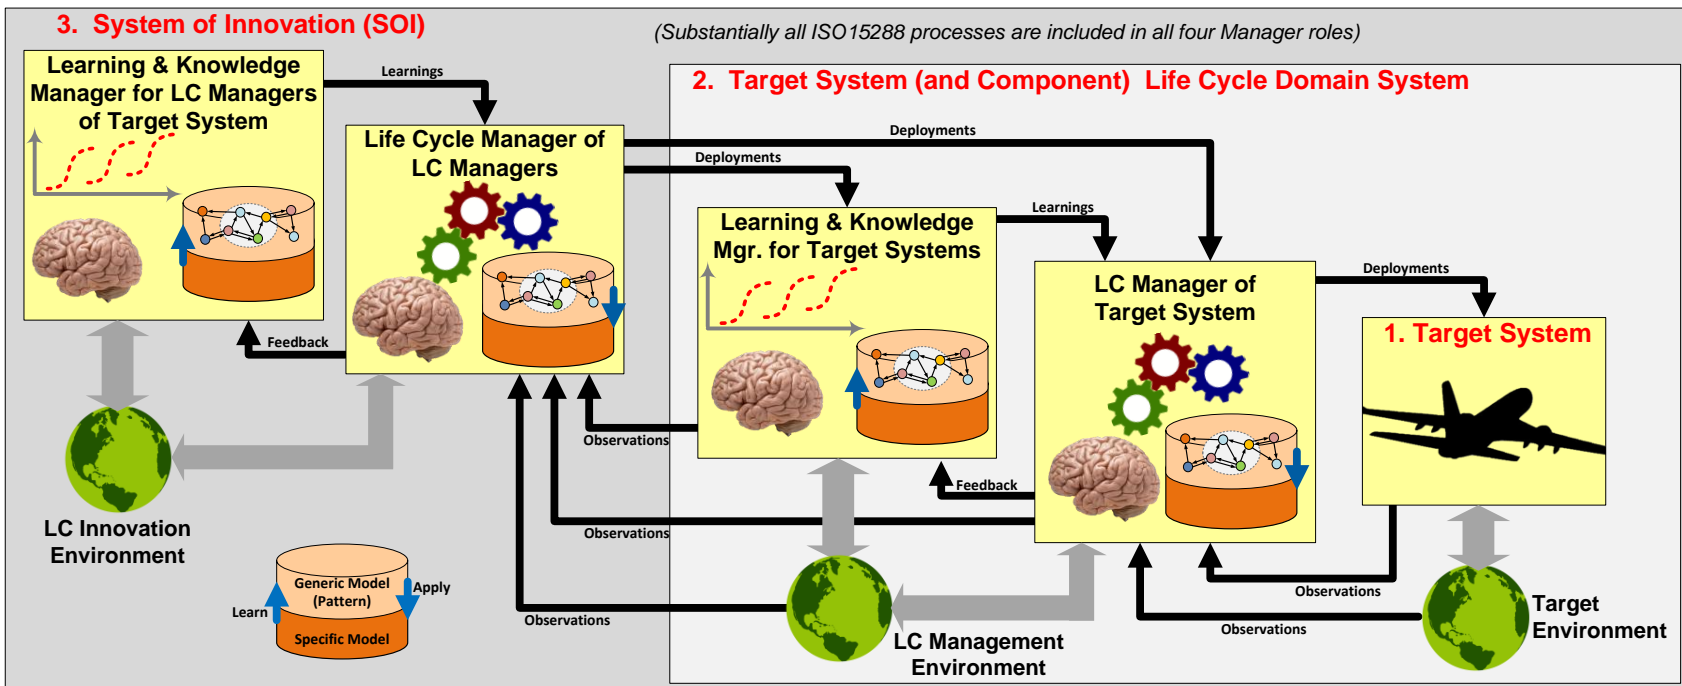 3. System of Innovation (SOI)
(Substantially all ISO15288 processes are included in all four Manager roles)
Learning & Knowledge
Manager for LC Managers
of Target System
Learnings
2. Target System (and Component) Life Cycle Domain System
Life Cycle Manager of
LC Managers
Deployments
Deployments
Learning & Knowledge
Mgr. for Target Systems
Learnings
LC Manager of
Target System
Deployments
1. Target System
Feedback
Observations
Feedback
Observations
Observations
Observations
Observations
LC Innovation
Environment
Generic Model
(Pattern)
Learn
Apply
Specific Model
LC Management
Environment
Target
Environment